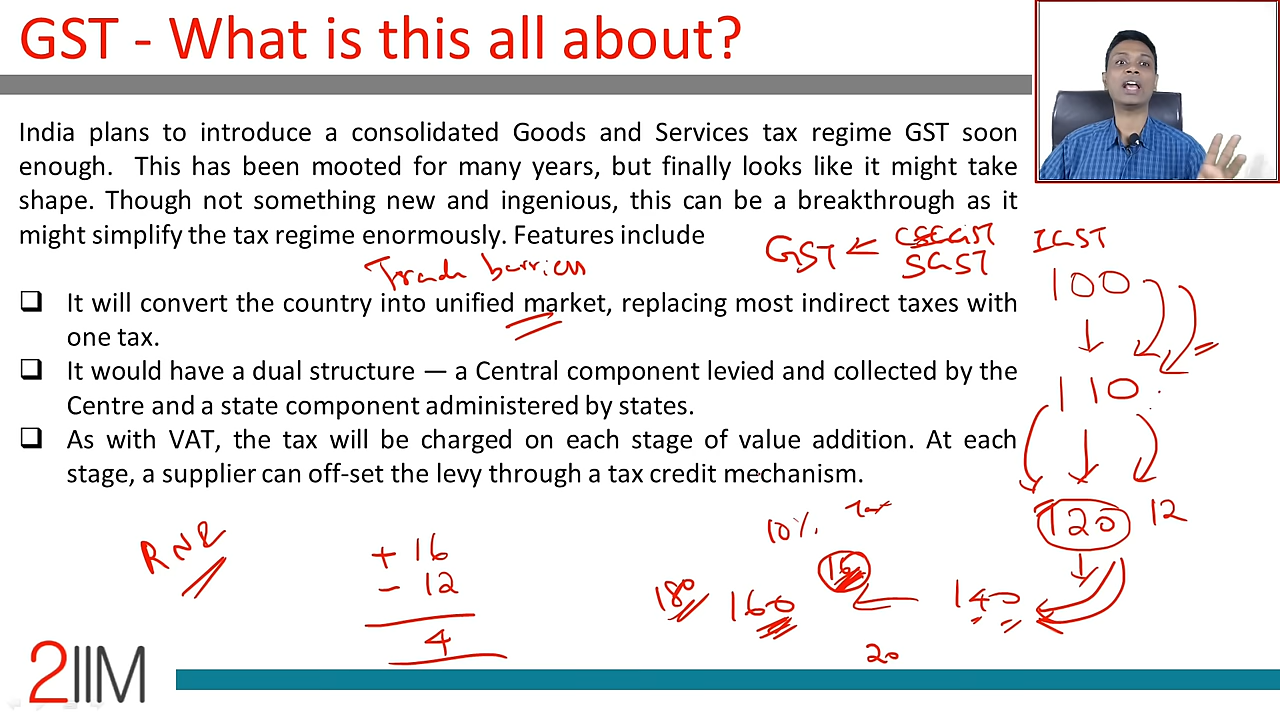 GST - What is this all about?
India plans to introduce a consolidated Goods and Services tax regime GST soon
enough. This has been mooted for many years, but finally looks like it might take
shape. Though not something new and ingenious, this can be a breakthrough as it
might simplify the tax regime enormously. Features include
GST
SGST
IGST
Trade barriers
100
It will convert the country into unified market, replacing most indirect taxes with
one tax.
It would have a dual structure — a Central component levied and collected by the
Centre and a state component administered by states.
110
As with VAT, the tax will be charged on each stage of value addition. At each
stage, a supplier can off-set the levy through a tax credit mechanism.
120 12
10% Tax
RNR
+ 16
- 12
4
180 160 16 140
20
2IIM